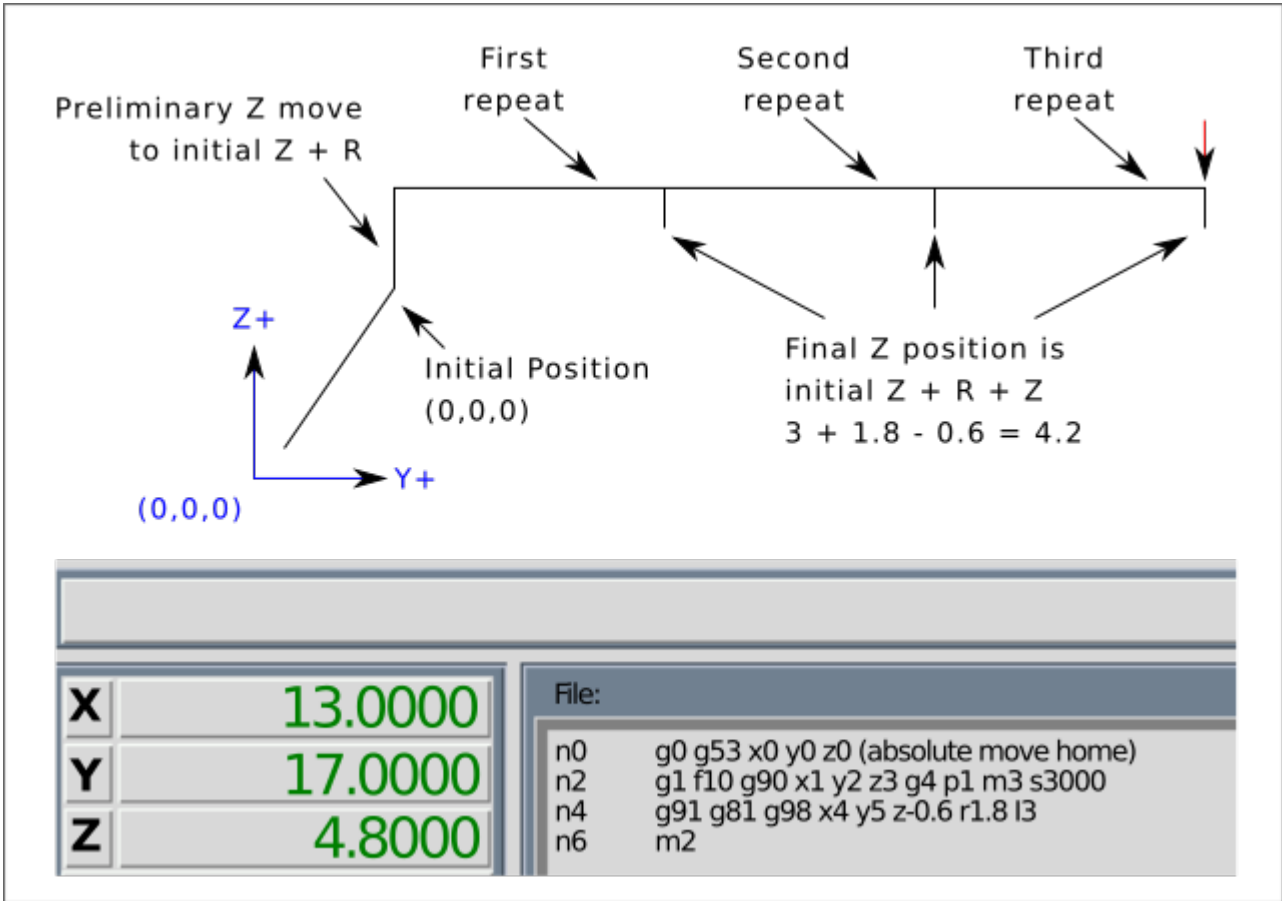 First
repeat
Second
repeat
Third
repeat
Preliminary Z move
to initial Z + R
Z+
Initial Position
(0,0,0)
Final Z position is
initial Z + R + Z
3 + 1.8 - 0.6 = 4.2
Y+
(0,0,0)
X 13.0000
Y 17.0000
Z 4.8000
File:
n0 g0 g53 x0 y0 z0 (absolute move home)
n2 g1 f10 g90 x1 y2 z3 g4 p1 m3 s3000
n4 g91 g81 g98 x4 y5 z-0.6 r1.8 l3
n6 m2